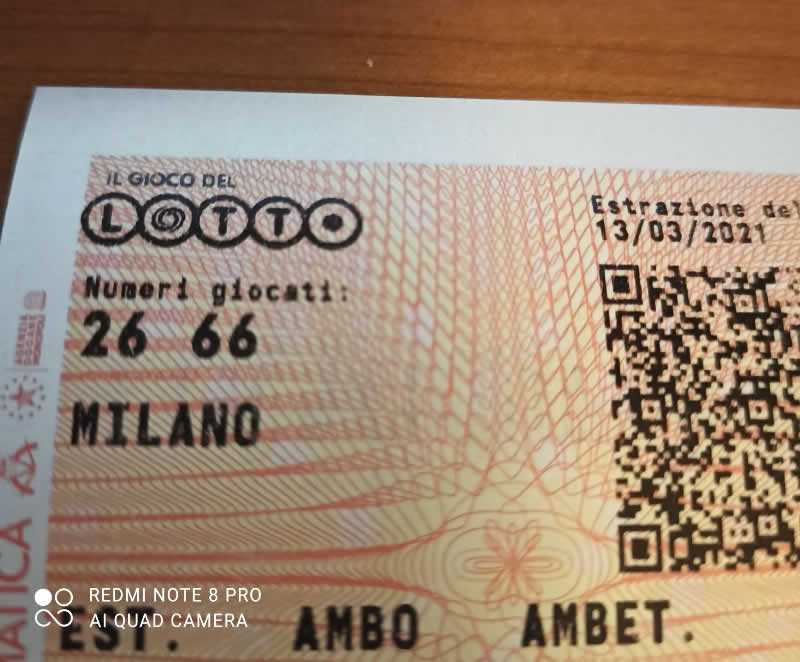 IL GIOCO DEL
LOTTO
Estrazione del
13/03/2021
Numeri giocati:
26 66
MILANO
EST. AMBO AMBET.
REDMI NOTE 8 PRO
AI QUAD CAMERA